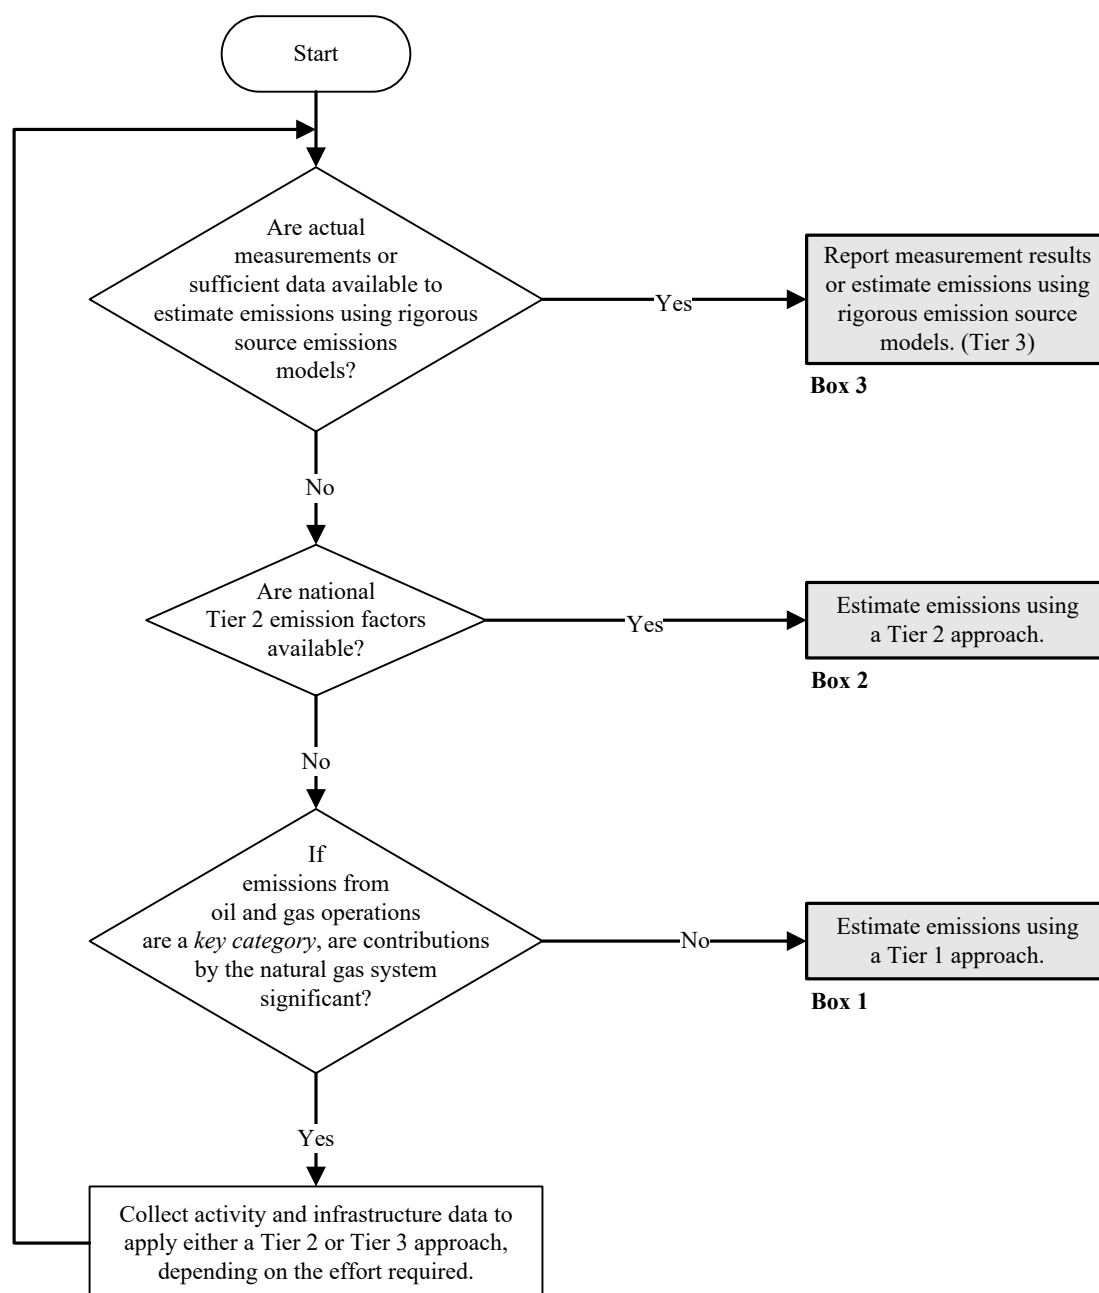 Start
Are actual
measurements or
sufficient data available to
estimate emissions using rigorous
source emissions
models?
Yes
Report measurement results
or estimate emissions using
rigorous emission source
models. (Tier 3)
Box 3
No
Are national
Tier 2 emission factors
available?
Yes
Estimate emissions using
a Tier 2 approach.
Box 2
No
If
emissions from
oil and gas operations
are a key category, are contributions
by the natural gas system
significant?
No
Estimate emissions using
a Tier 1 approach.
Box 1
Yes
Collect activity and infrastructure data to
apply either a Tier 2 or Tier 3 approach,
depending on the effort required.